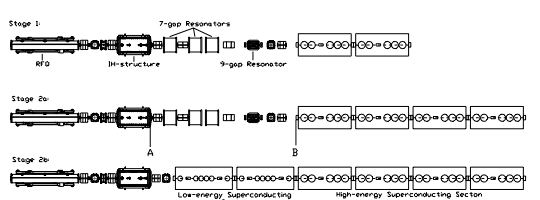 Stage 1:
7-gap Resonators
RFQ
IH-structure
9-gap Resonator
Stage 2a:
A
B
Stage 2b:
Low-energy Superconducting
High-energy Superconducting Secton